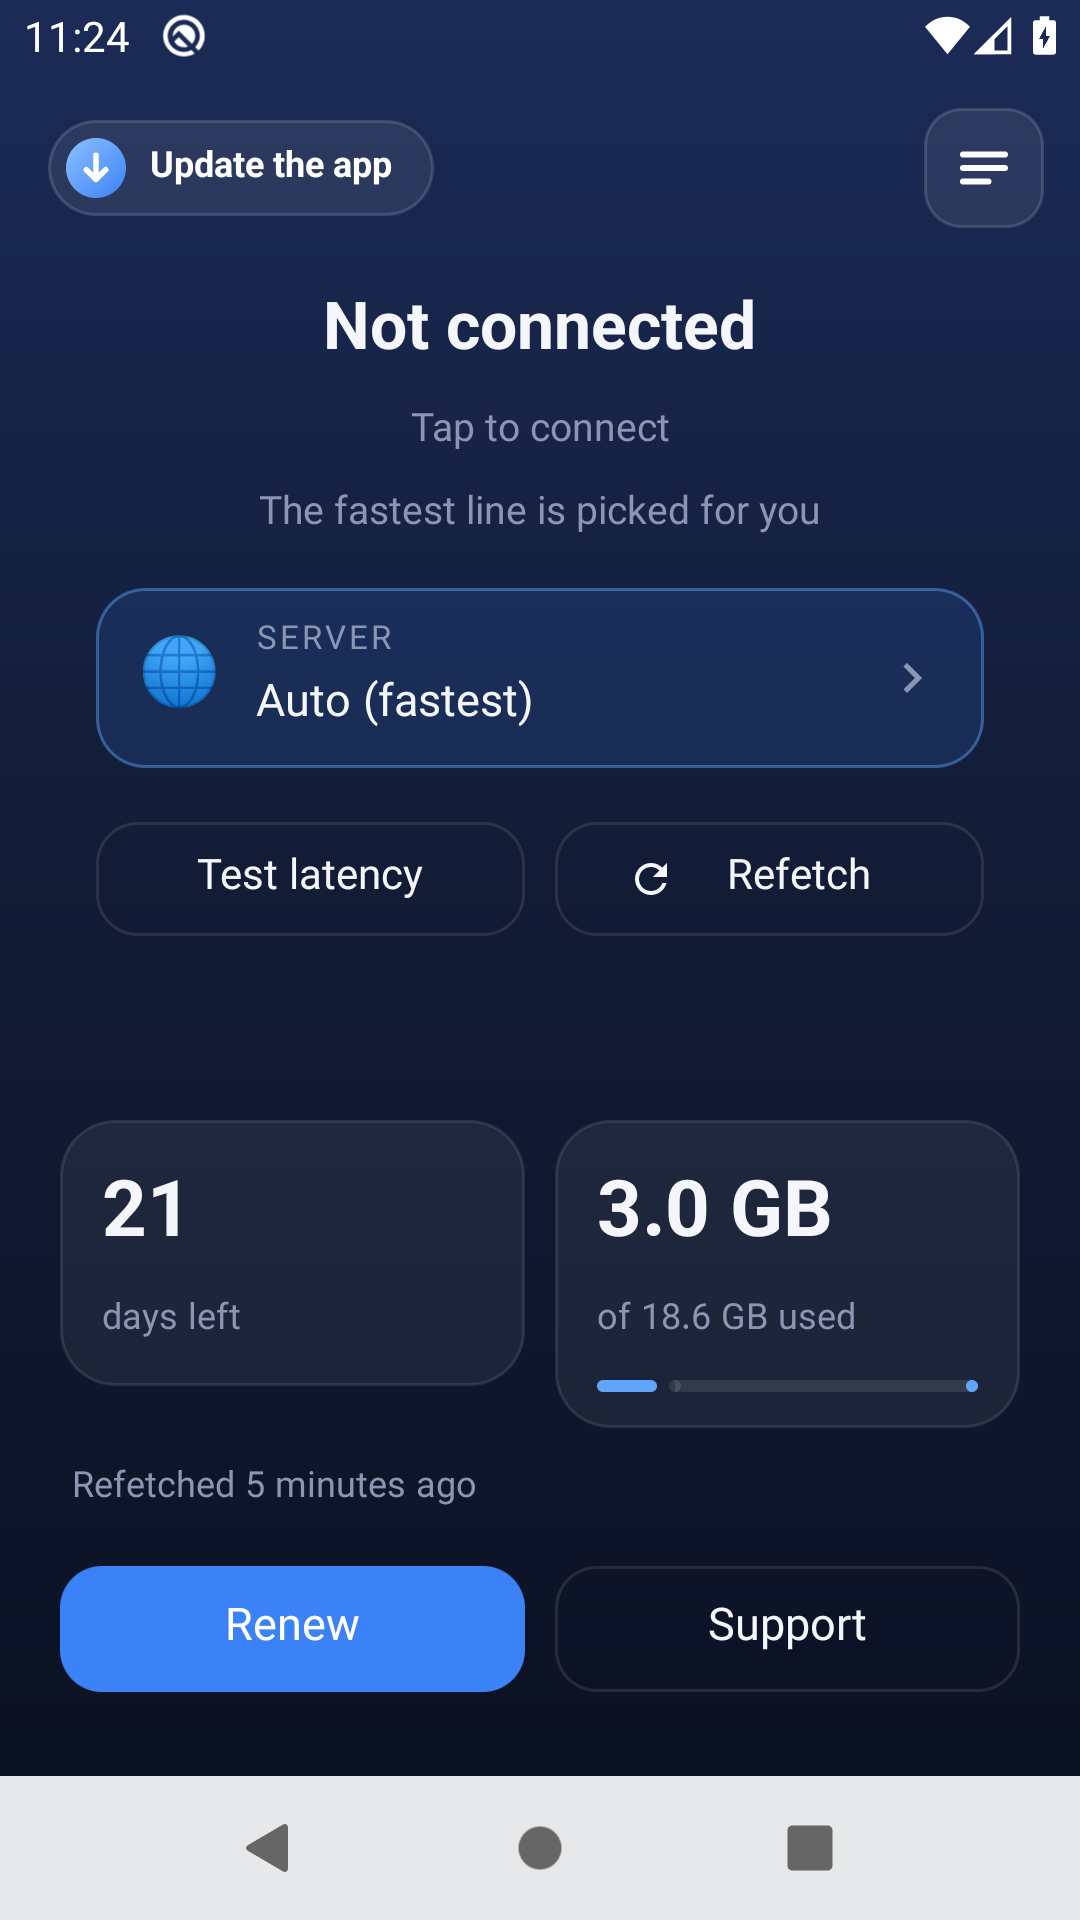 11:24
Update the app
Not connected
Tap to connect
The fastest line is picked for you
SERVER
Auto (fastest)
Test latency
Refetch
21
days left
3.0 GB
of 18.6 GB used
Refetched 5 minutes ago
Renew
Support